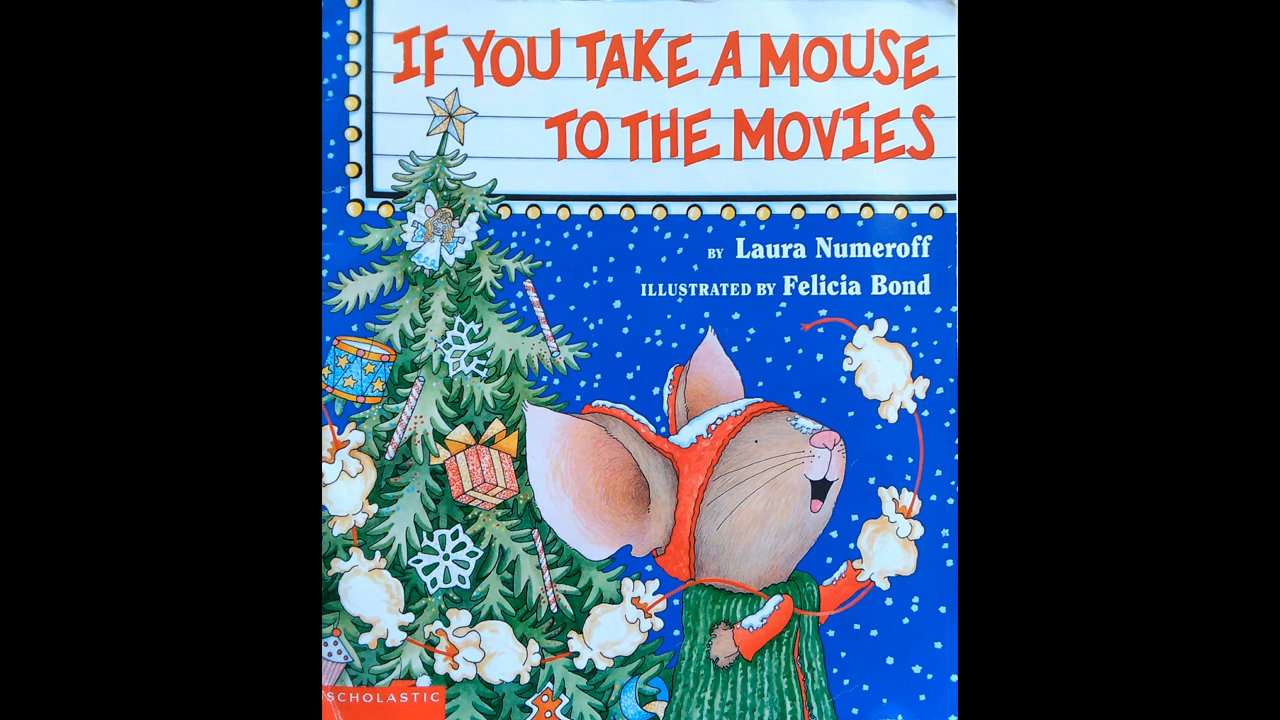 IF YOU TAKE A MOUSE
TO THE MOVIES
BY Laura Numeroff
ILLUSTRATED BY Felicia Bond
SCHOLASTIC